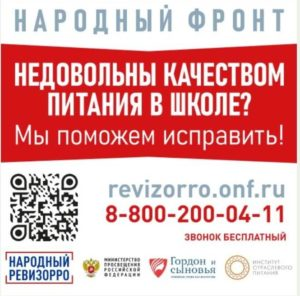 НАРОДНЫЙ ФРОНТ
НЕДОВОЛЬНЫ КАЧЕСТВОМ
ПИТАНИЯ В ШКОЛЕ?
Мы поможем исправить!
revizorro.onf.ru
8-800-200-04-11
ЗВОНОК БЕСПЛАТНЫЙ
НАРОДНЫЙ
РЕВИЗОРРО
МИНИСТЕРСТВО
ПРОСВЕЩЕНИЯ
РОССИЙСКОЙ
ФЕДЕРАЦИИ
Гордон и
сыновья
ИНСТИТУТ
ОТРАСЛЕВОГО
ПИТАНИЯ